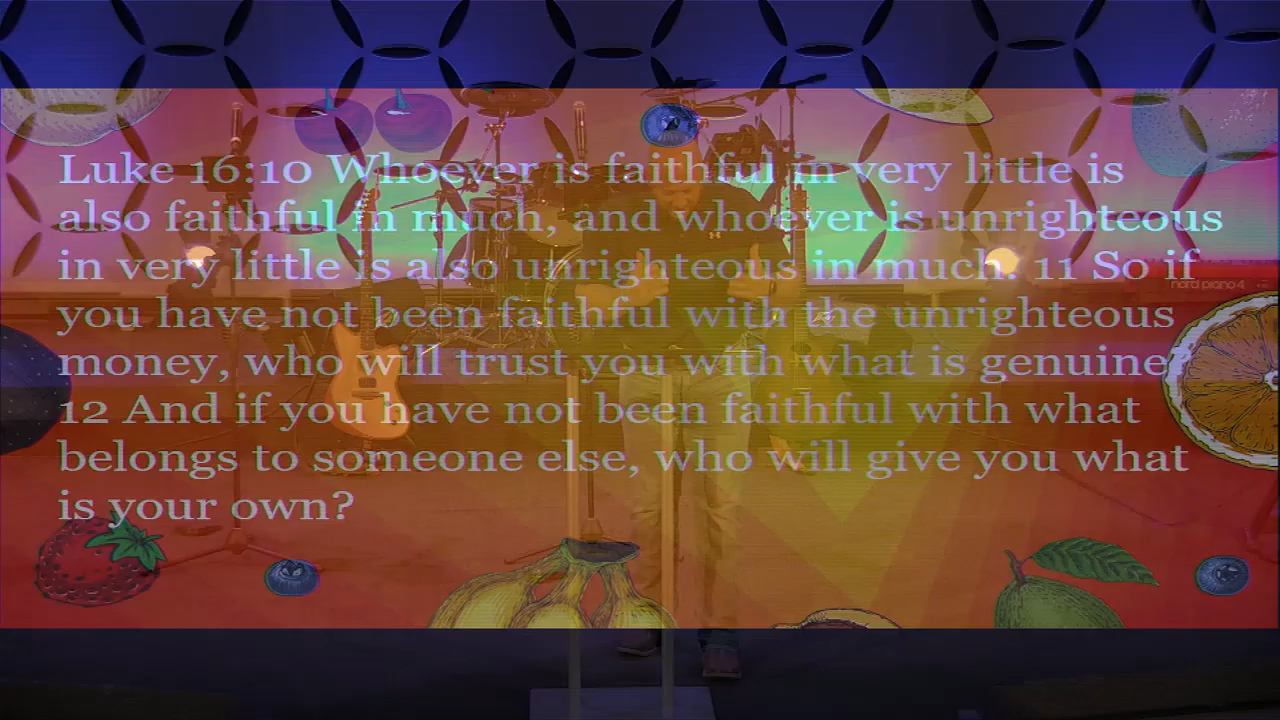 Luke 16:10 Whoever is faithful in very little is
also faithful in much, and whoever is unrighteous
in very little is also unrighteous in much. 11 So if
you have not been faithful with the unrighteous
money, who will trust you with what is genuine?
12 And if you have not been faithful with what
belongs to someone else, who will give you what
is your own?
nord piano 4